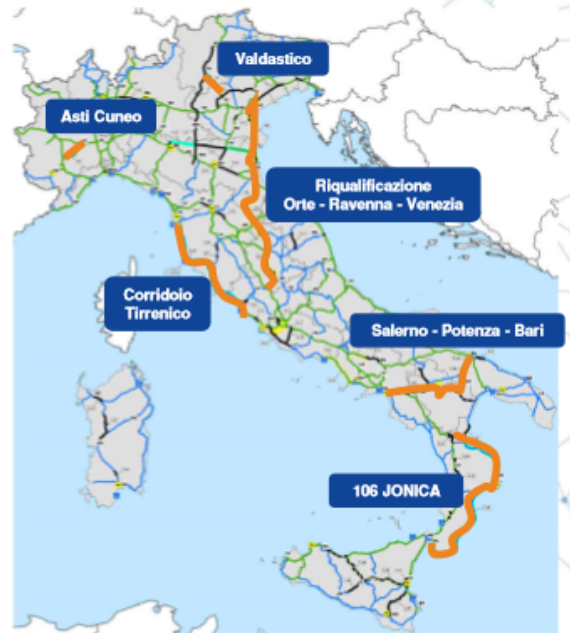 Valdastico
Asti Cuneo
Riqualificazione
Orte - Ravenna - Venezia
Corridoio
Tirrenico
Salerno - Potenza - Bari
106 JONICA